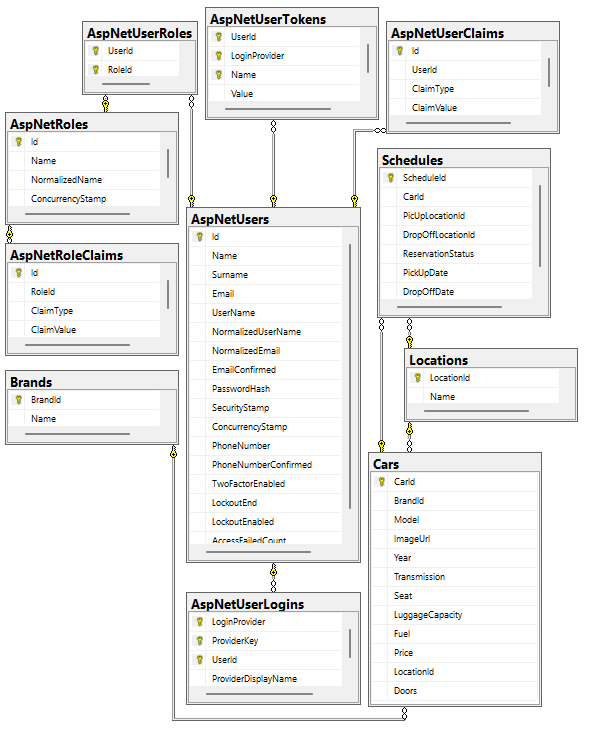 AspNetUserRoles
UserId
RoleId
AspNetUserTokens
UserId
LoginProvider
Name
Value
AspNetUserClaims
Id
UserId
ClaimType
ClaimValue
AspNetRoles
Id
Name
NormalizedName
ConcurrencyStamp
Schedules
ScheduleId
CarId
PicUpLocationId
DropOffLocationId
ReservationStatus
PickUpDate
DropOffDate
AspNetUsers
Id
Name
Surname
Email
UserName
NormalizedUserName
NormalizedEmail
EmailConfirmed
PasswordHash
SecurityStamp
ConcurrencyStamp
PhoneNumber
PhoneNumberConfirmed
TwoFactorEnabled
LockoutEnd
LockoutEnabled
AccessFailedCount
AspNetRoleClaims
Id
RoleId
ClaimType
ClaimValue
Locations
LocationId
Name
Brands
BrandId
Name
Cars
CarId
BrandId
Model
ImageUrl
Year
Transmission
Seat
LuggageCapacity
Fuel
Price
LocationId
Doors
AspNetUserLogins
LoginProvider
ProviderKey
UserId
ProviderDisplayName